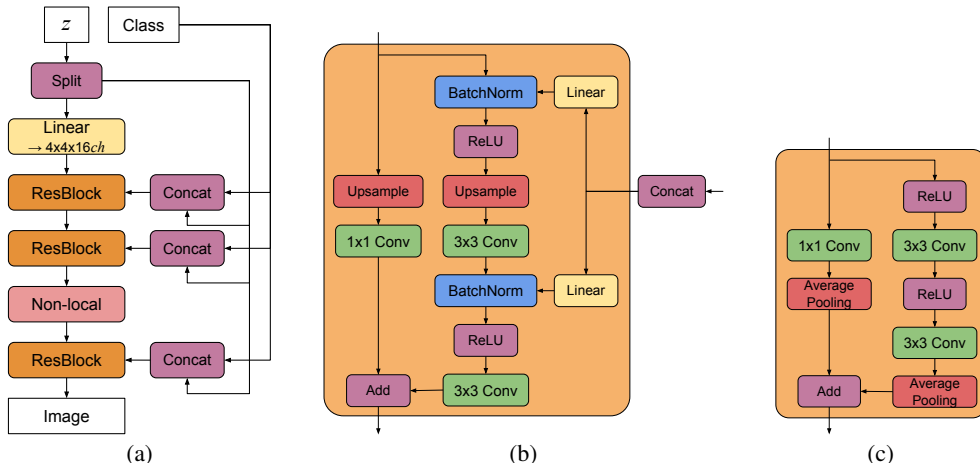 z
Class
Split
Linear
→ 4x4x16ch
ResBlock
Concat
ResBlock
Concat
Non-local
ResBlock
Concat
Image
(a)
BatchNorm
Linear
ReLU
Upsample
Upsample
Concat
1x1 Conv
3x3 Conv
BatchNorm
Linear
ReLU
Add
3x3 Conv
(b)
ReLU
1x1 Conv
3x3 Conv
Average
Pooling
ReLU
3x3 Conv
Add
Average
Pooling
(c)